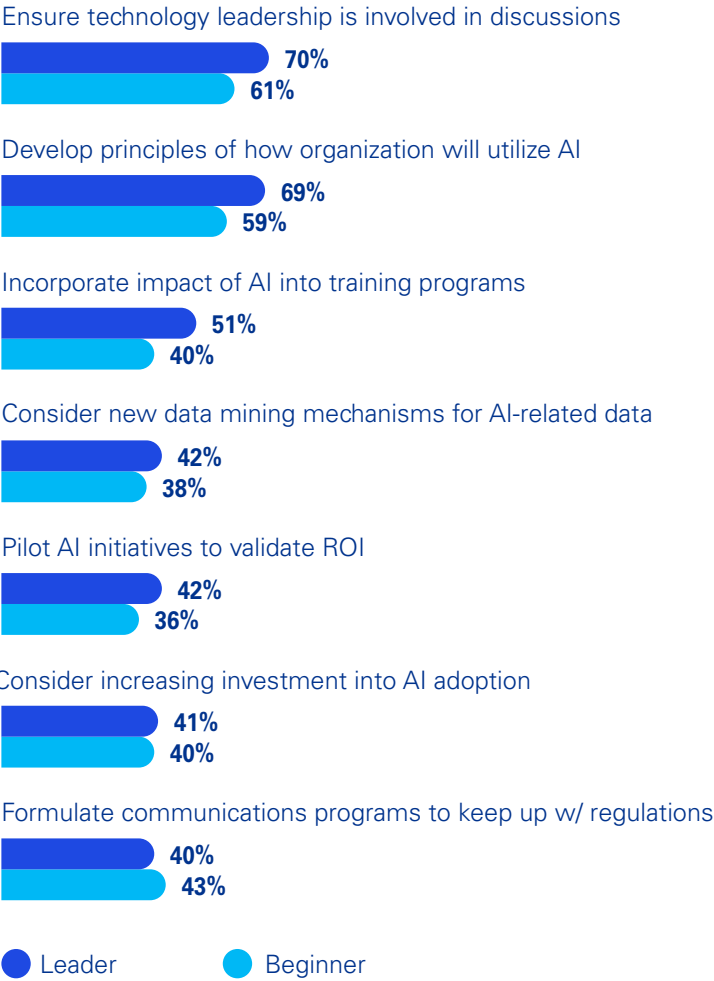 Ensure technology leadership is involved in discussions
70%
61%
Develop principles of how organization will utilize AI
69%
59%
Incorporate impact of AI into training programs
51%
40%
Consider new data mining mechanisms for AI-related data
42%
38%
Pilot AI initiatives to validate ROI
42%
36%
Consider increasing investment into AI adoption
41%
40%
Formulate communications programs to keep up w/ regulations
40%
43%
Leader Beginner